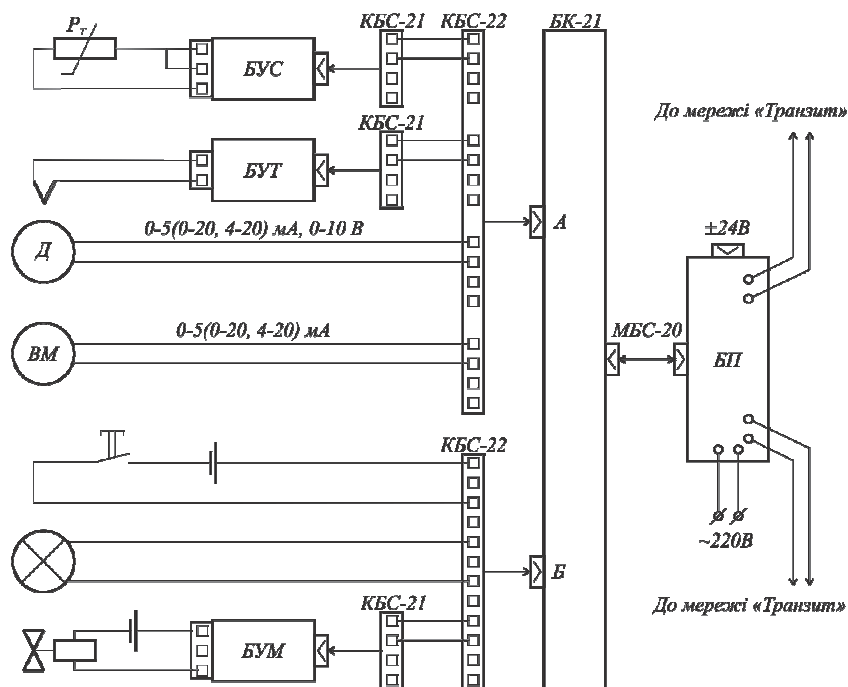 КБС-21 КБС-22 БК-21
Рт
БУС
КБС-21
До мережі «Транзит»
БУТ
0-5(0-20, 4-20) мА, 0-10 В
А
±24В
Д
0-5(0-20, 4-20) мА
МБС-20
ВМ
БП
КБС-22
~220В
Б
КБС-21
До мережі «Транзит»
БУМ